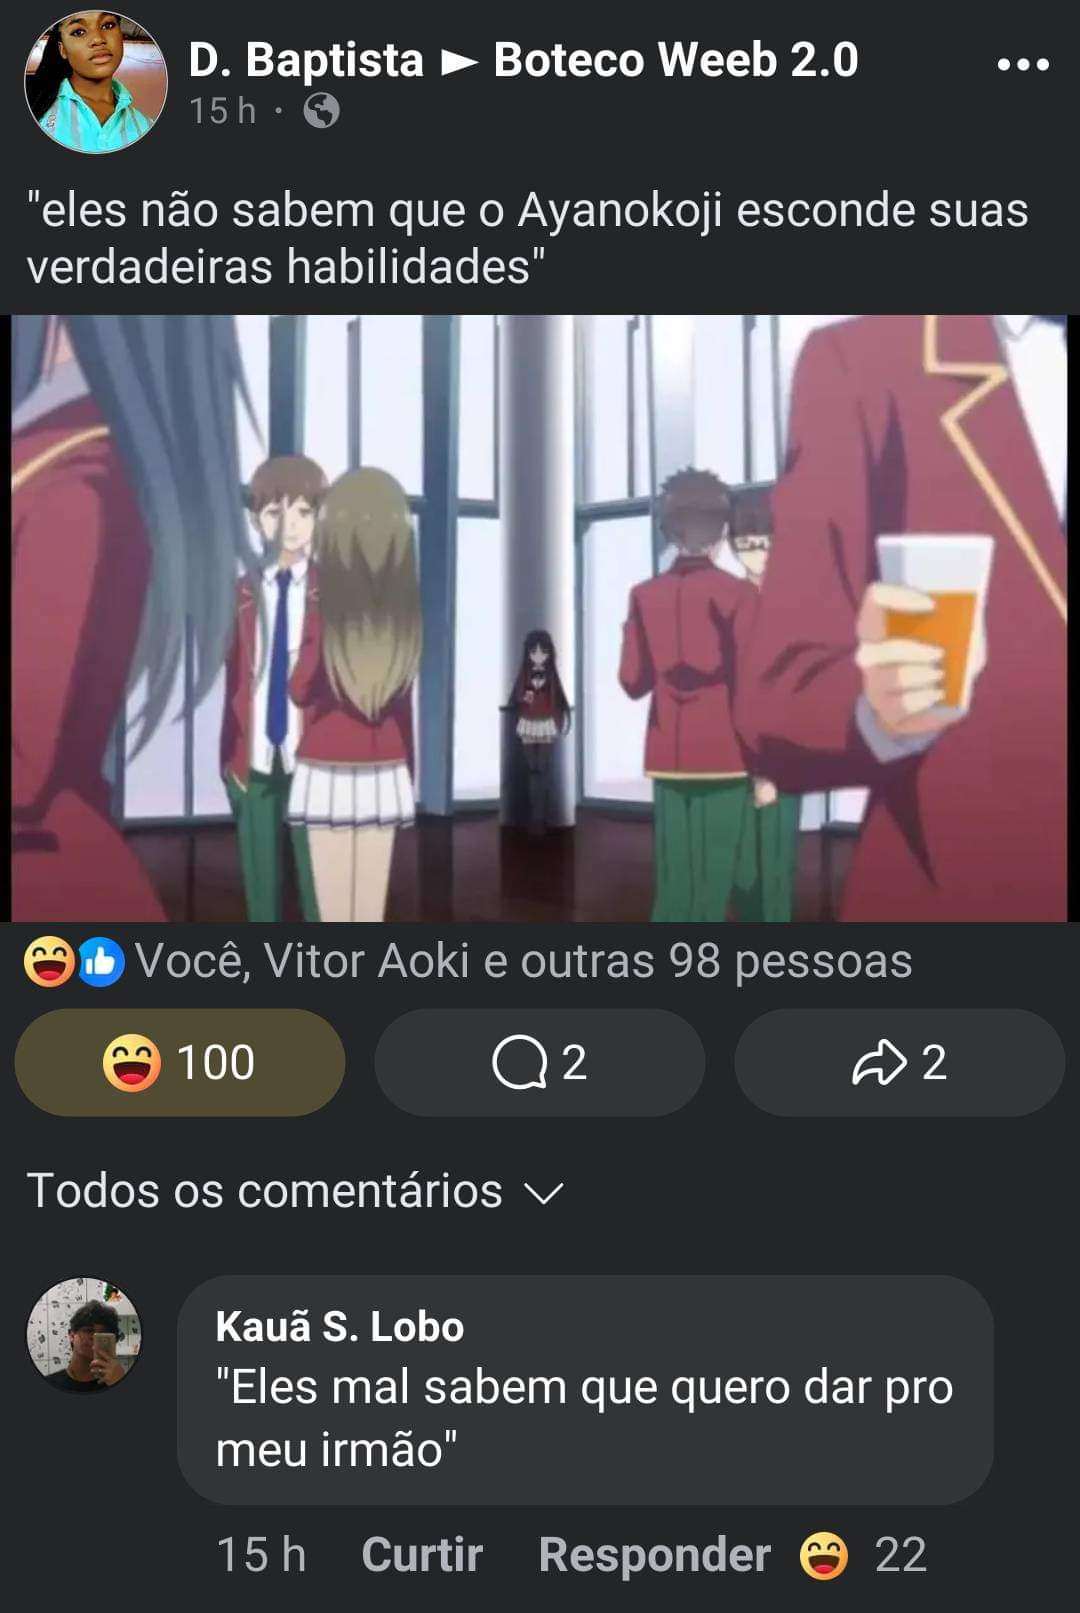 D. Baptista ► Boteco Weeb 2.0
15 h ·
"eles não sabem que o Ayanokoji esconde suas
verdadeiras habilidades"
Você, Vitor Aoki e outras 98 pessoas
100
2
2
Todos os comentários
Kauã S. Lobo
"Eles mal sabem que quero dar pro
meu irmão"
15 h Curtir Responder 22